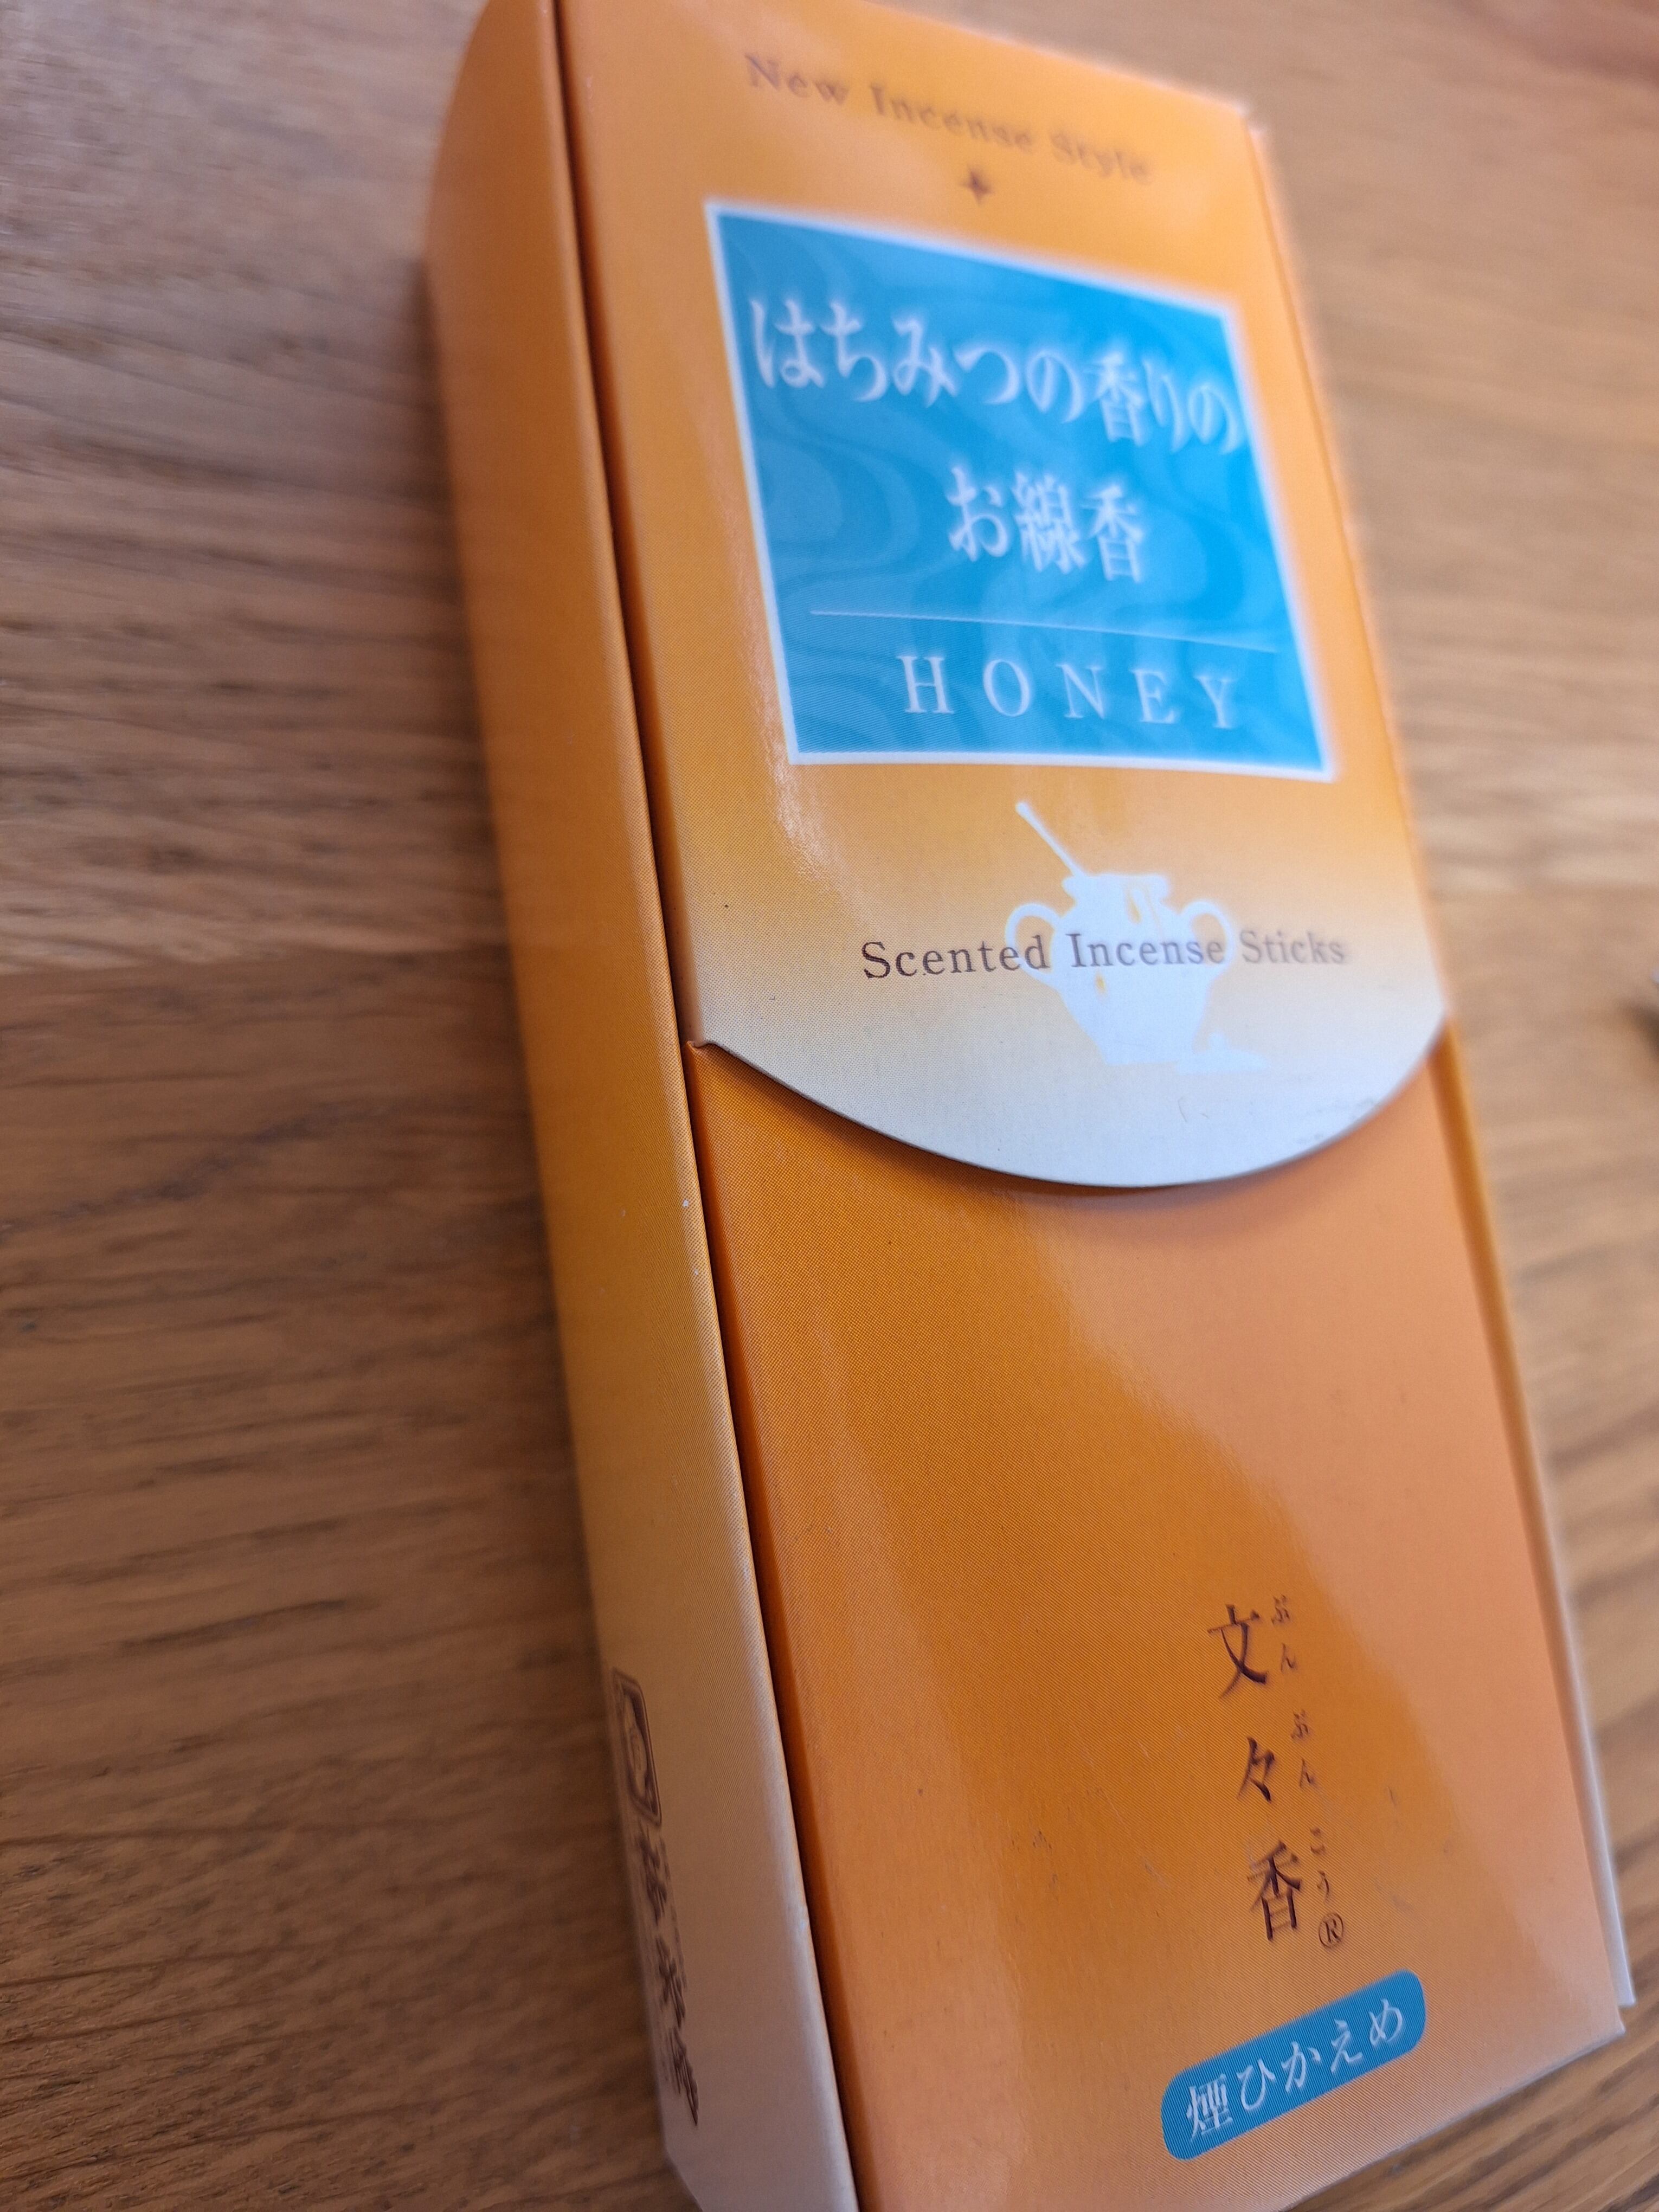 New Incense Style
はちみつの香りの
お線香
HONEY
Scented Incense Sticks
文々香®
ぶんぶんこう
煙ひかえめ